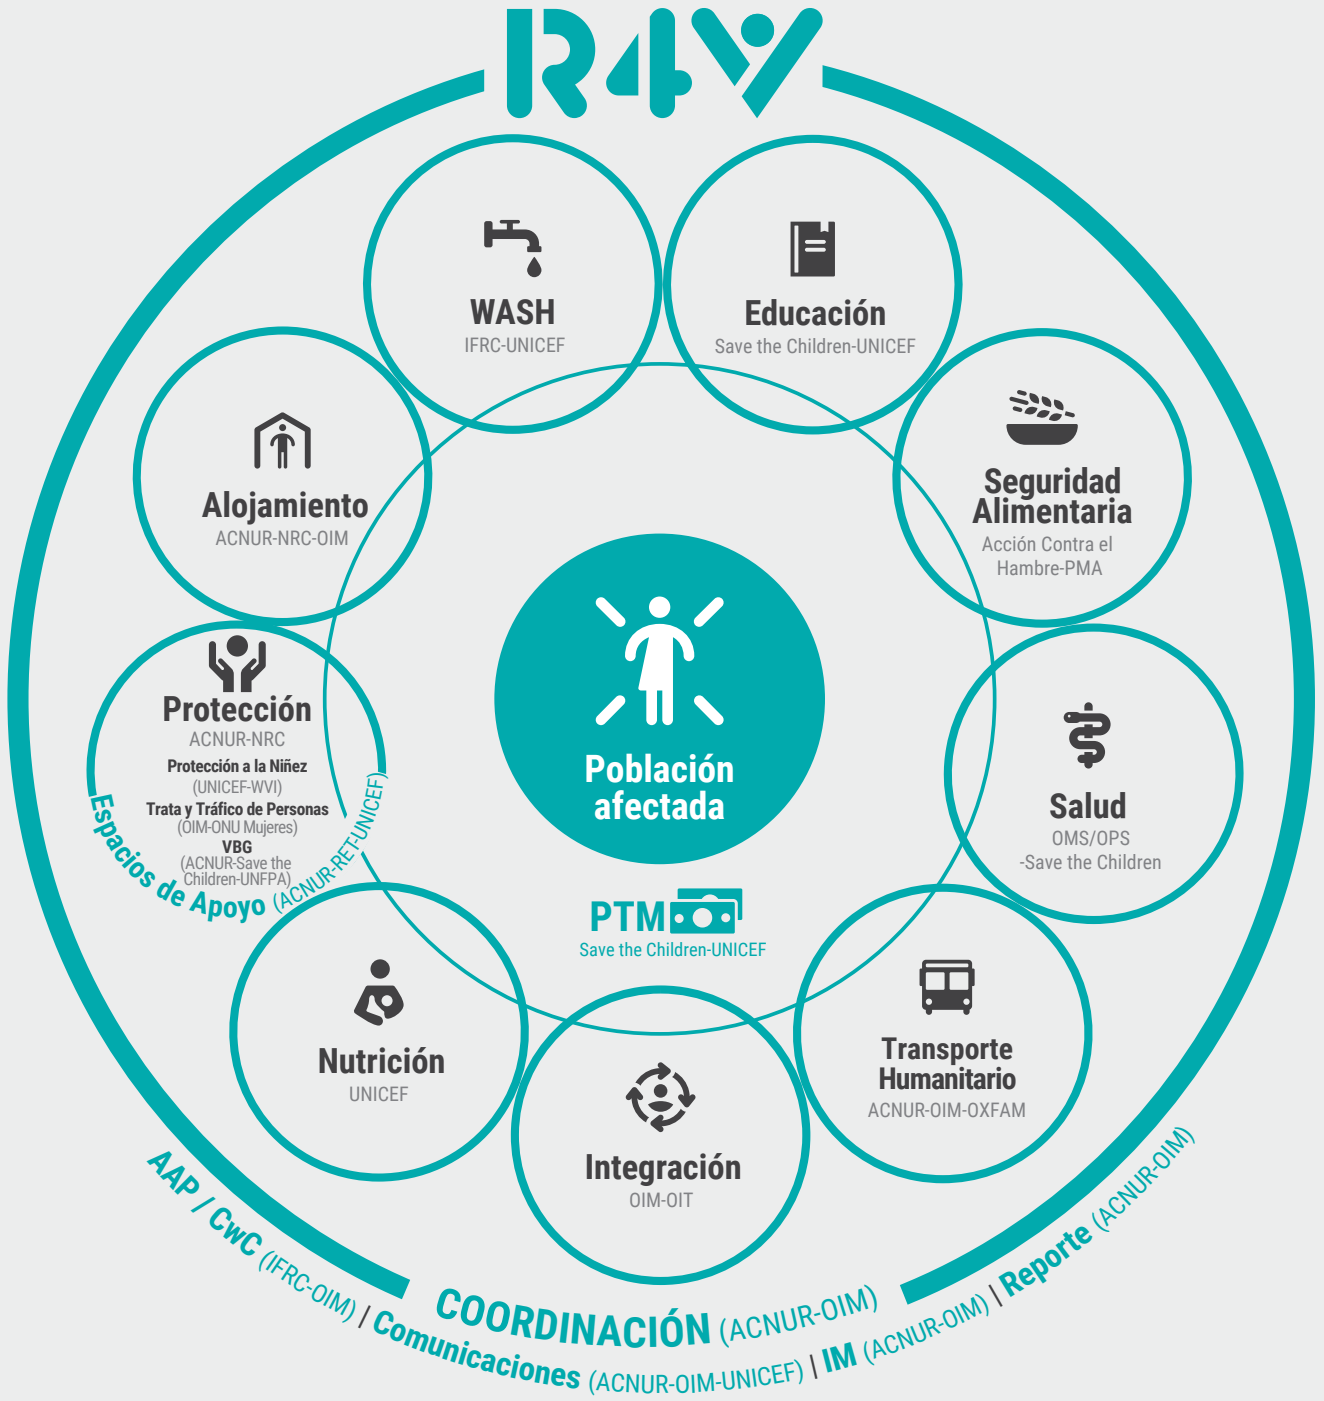 R4V
WASH
IFRC-UNICEF
Educación
Save the Children-UNICEF
Alojamiento
ACNUR-NRC-OIM
Seguridad
Alimentaria
Acción Contra el
Hambre-PMA
Protección
ACNUR-NRC
Protección a la Niñez
(UNICEF-WVI)
Trata y Tráfico de Personas
(OIM-ONU Mujeres)
VBG
(ACNUR-Save the
Children-UNFPA)
Espacios de Apoyo (ACNUR-RET-UNICEF)
Población
afectada
Salud
OMS/OPS
-Save the Children
PTM
Save the Children-UNICEF
Nutrición
UNICEF
Transporte
Humanitario
ACNUR-OIM-OXFAM
Integración
OIM-OIT
COORDINACIÓN (ACNUR-OIM)
AAP / CwC (IFRC-OIM) | Comunicaciones (ACNUR-OIM-UNICEF) | IM (ACNUR-OIM) | Reporte (ACNUR-OIM)